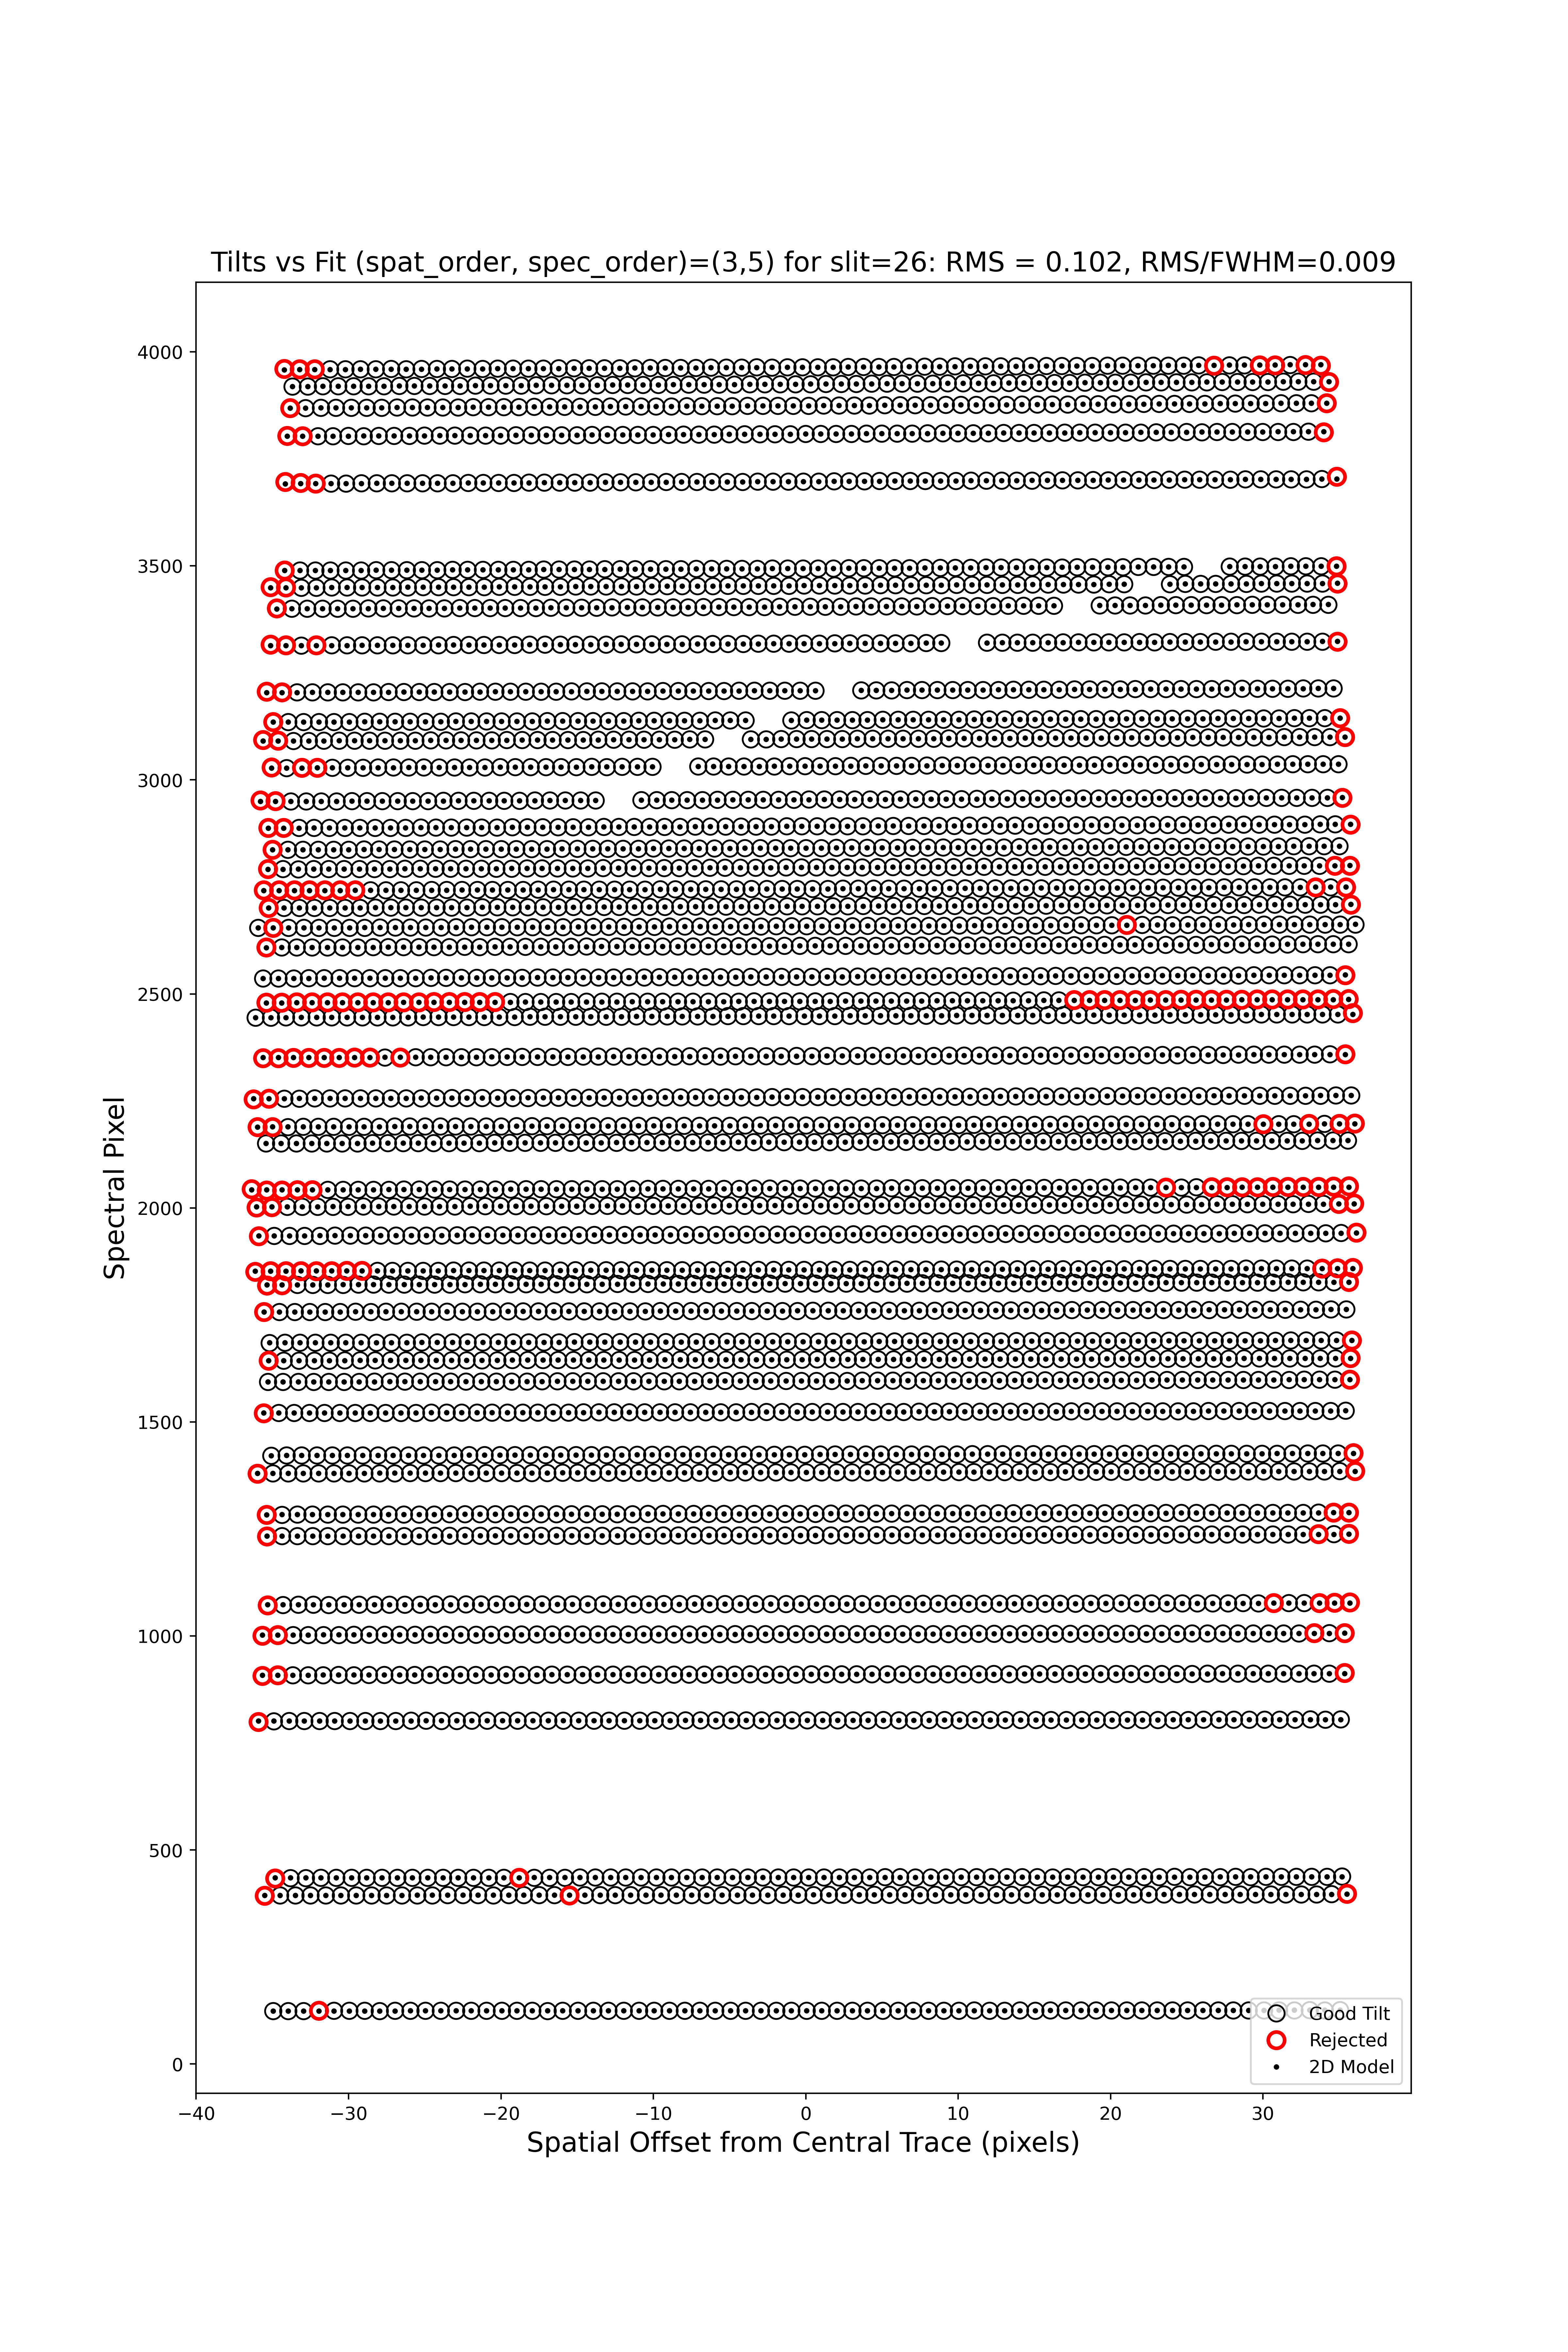 Tilts vs Fit (spat_order, spec_order)=(3,5) for slit=26: RMS = 0.102, RMS/FWHM=0.009
4000
3500
3000
2500
2000
1500
1000
500
0
Spectral Pixel
Good Tilt
Rejected
2D Model
−40 −30 −20 −10 0 10 20 30
Spatial Offset from Central Trace (pixels)